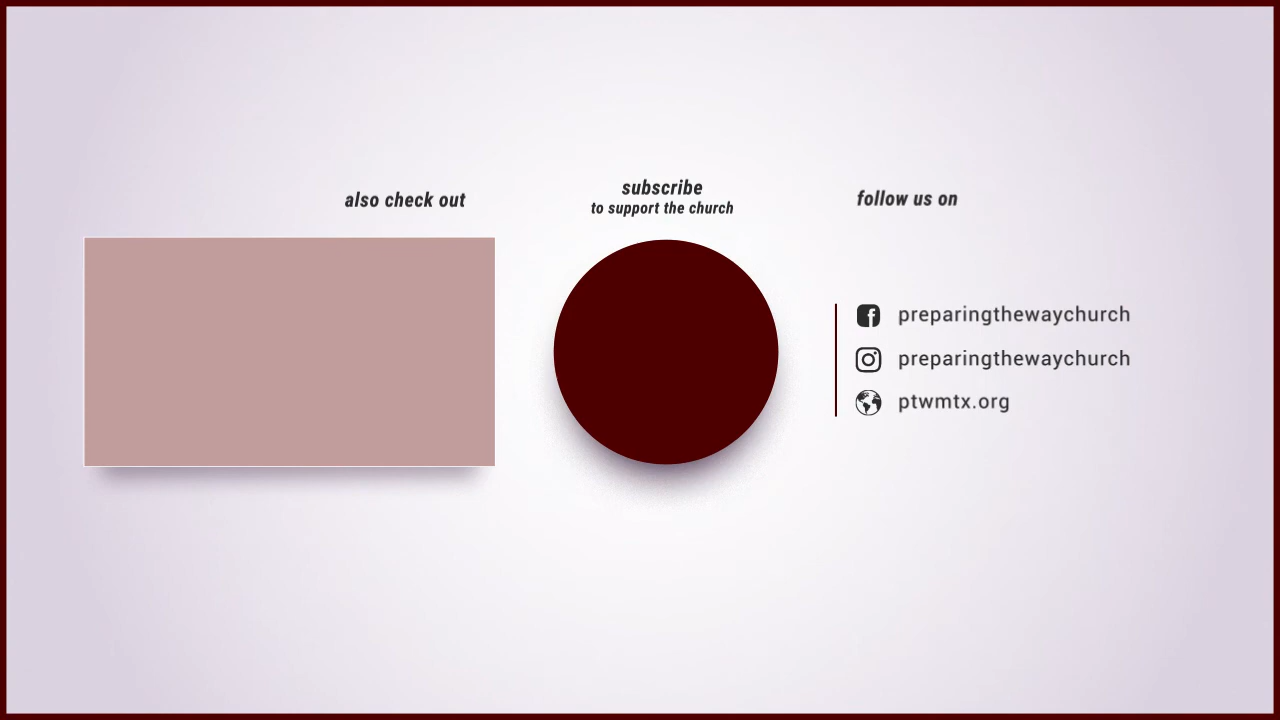 also check out
subscribe
to support the church
follow us on
preparingthewaychurch
preparingthewaychurch
ptwmtx.org